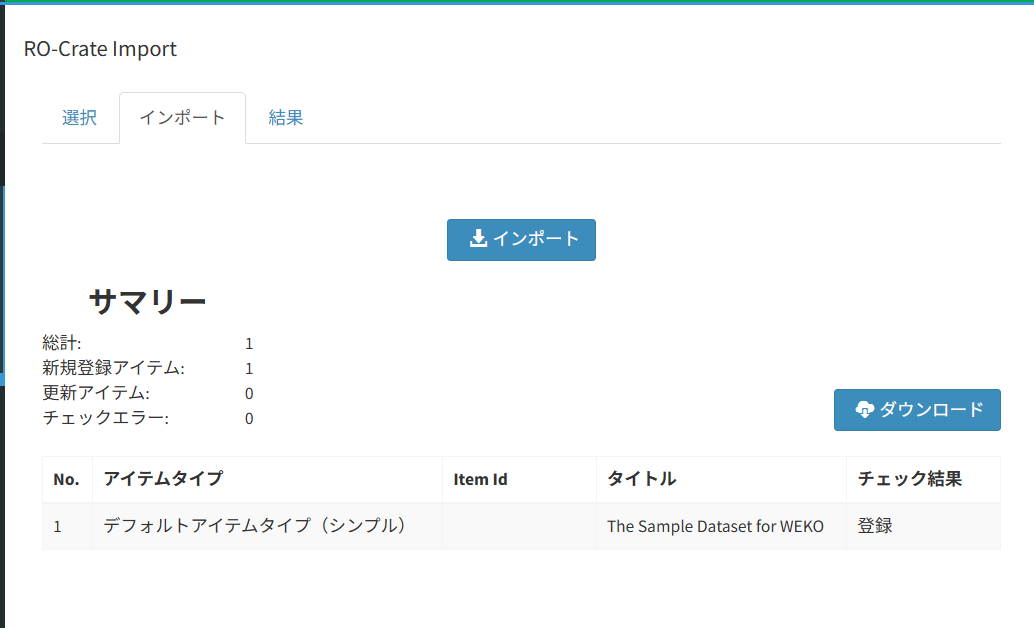 RO-Crate Import
選択 インポート 結果
インポート
サマリー
総計: 1
新規登録アイテム: 1
更新アイテム: 0
チェックエラー: 0
ダウンロード
No. アイテムタイプ Item Id タイトル チェック結果
1 デフォルトアイテムタイプ（シンプル） The Sample Dataset for WEKO 登録